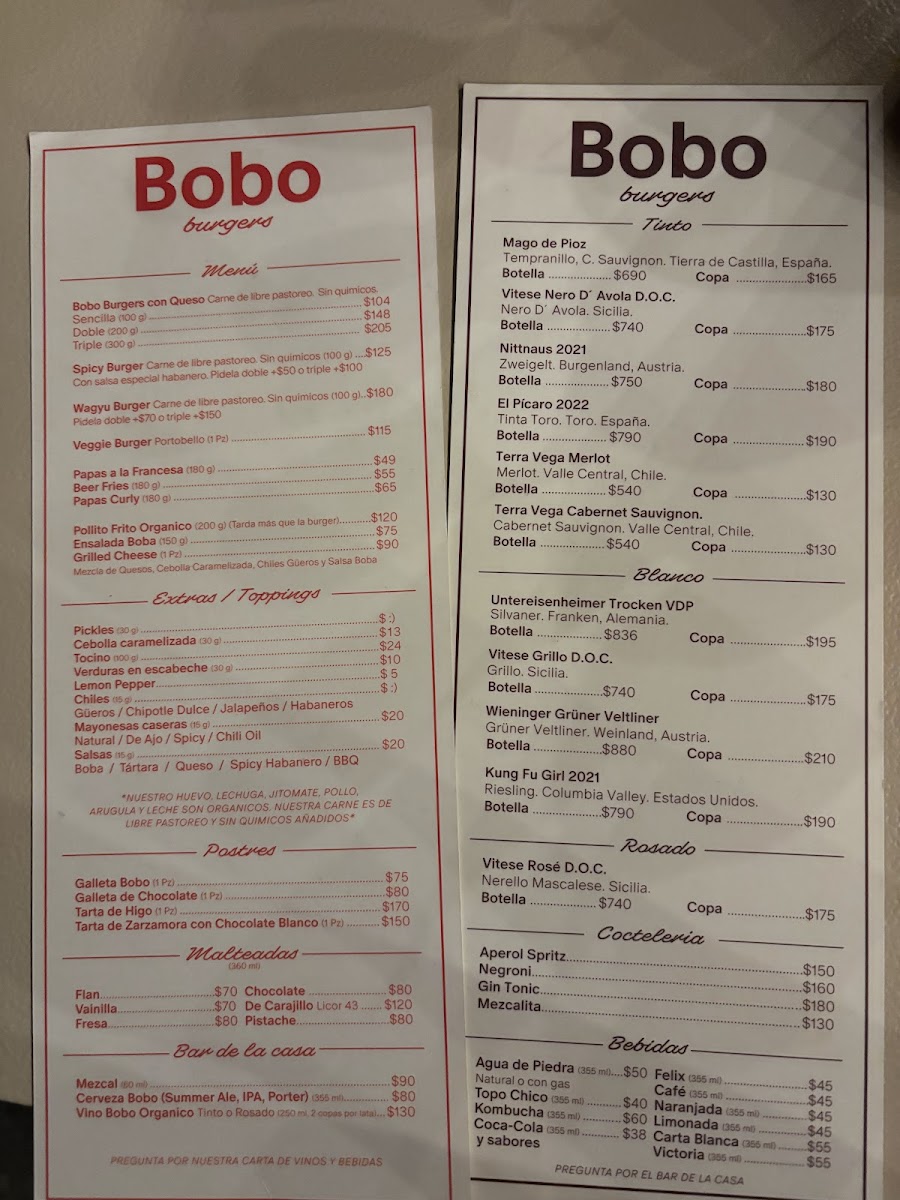 Bobo
burgers
Menú
Bobo Burgers con Queso Carne de libre pastoreo. Sin quimicos.
Sencilla (100 g) $104
Doble (200 g) $148
Triple (300 g) $205
Spicy Burger Carne de libre pastoreo. Sin quimicos (100 g) ....$125
Con salsa especial habanero. Pidela doble +$50 o triple +$100
Wagyu Burger Carne de libre pastoreo. Sin quimicos (100 g)..$180
Pidela doble +$70 o triple +$150
Veggie Burger Portobello (1 Pz) $115
Papas a la Francesa (180 g) $49
Beer Fries (180 g) $55
Papas Curly (180 g) $65
Pollito Frito Organico (200 g) (Tarda más que la burger) $120
Ensalada Boba (150 g) $75
Grilled Cheese (1 Pz) $90
Mezcla de Quesos, Cebolla Caramelizada, Chiles Güeros y Salsa Boba
Extras / Toppings
Pickles (30 g) $ :)
Cebolla caramelizada (30 g) $13
Tocino (100 g) $24
Verduras en escabeche (30 g) $10
Lemon Pepper $ 5
Chiles (15 g) $ :)
Güeros / Chipotle Dulce / Jalapeños / Habaneros
Mayonesas caseras (15 g) $20
Natural / De Ajo / Spicy / Chili Oil
Salsas (15 g) $20
Boba / Tártara / Queso / Spicy Habanero / BBQ
*NUESTRO HUEVO, LECHUGA, JITOMATE, POLLO,
ARUGULA Y LECHE SON ORGANICOS. NUESTRA CARNE ES DE
LIBRE PASTOREO Y SIN QUIMICOS AÑADIDOS*
Postres
Galleta Bobo (1 Pz) $75
Galleta de Chocolate (1 Pz) $80
Tarta de Higo (1 Pz) $170
Tarta de Zarzamora con Chocolate Blanco (1 Pz) $150
Malteadas
(360 ml)
Flan $70 Chocolate $80
Vainilla $70 De Carajillo Licor 43 $120
Fresa $80 Pistache $80
Bar de la casa
Mezcal (60 ml) $90
Cerveza Bobo (Summer Ale, IPA, Porter) (355 ml) $80
Vino Bobo Organico Tinto o Rosado (250 ml, 2 copas por lata) $130
PREGUNTA POR NUESTRA CARTA DE VINOS Y BEBIDAS
Bobo
burgers
Tinto
Mago de Pioz
Tempranillo, C. Sauvignon. Tierra de Castilla, España.
Botella $690 Copa $165
Vitese Nero D´ Avola D.O.C.
Nero D´ Avola. Sicilia.
Botella $740 Copa $175
Nittnaus 2021
Zweigelt. Burgenland, Austria.
Botella $750 Copa $180
El Pícaro 2022
Tinta Toro. Toro. España.
Botella $790 Copa $190
Terra Vega Merlot
Merlot. Valle Central, Chile.
Botella $540 Copa $130
Terra Vega Cabernet Sauvignon.
Cabernet Sauvignon. Valle Central, Chile.
Botella $540 Copa $130
Blanco
Untereisenheimer Trocken VDP
Silvaner. Franken, Alemania.
Botella $836 Copa $195
Vitese Grillo D.O.C.
Grillo. Sicilia.
Botella $740 Copa $175
Wieninger Grüner Veltliner
Grüner Veltliner. Weinland, Austria.
Botella $880 Copa $210
Kung Fu Girl 2021
Riesling. Columbia Valley. Estados Unidos.
Botella $790 Copa $190
Rosado
Vitese Rosé D.O.C.
Nerello Mascalese. Sicilia.
Botella $740 Copa $175
Cocteleria
Aperol Spritz $150
Negroni $160
Gin Tonic $180
Mezcalita $130
Bebidas
Agua de Piedra (355 ml) $50
Natural o con gas
Topo Chico (355 ml) $40
Kombucha (355 ml) $60
Coca-Cola (355 ml) $38
y sabores
Felix (355 ml) $45
Café (355 ml) $45
Naranjada (355 ml) $45
Limonada (355 ml) $45
Carta Blanca (355 ml) $55
Victoria (355 ml) $55
PREGUNTA POR EL BAR DE LA CASA